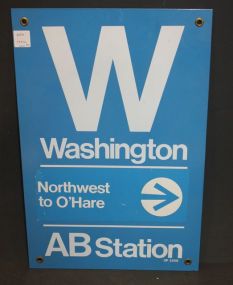 W
Washington
Northwest
to O'Hare
AB Station